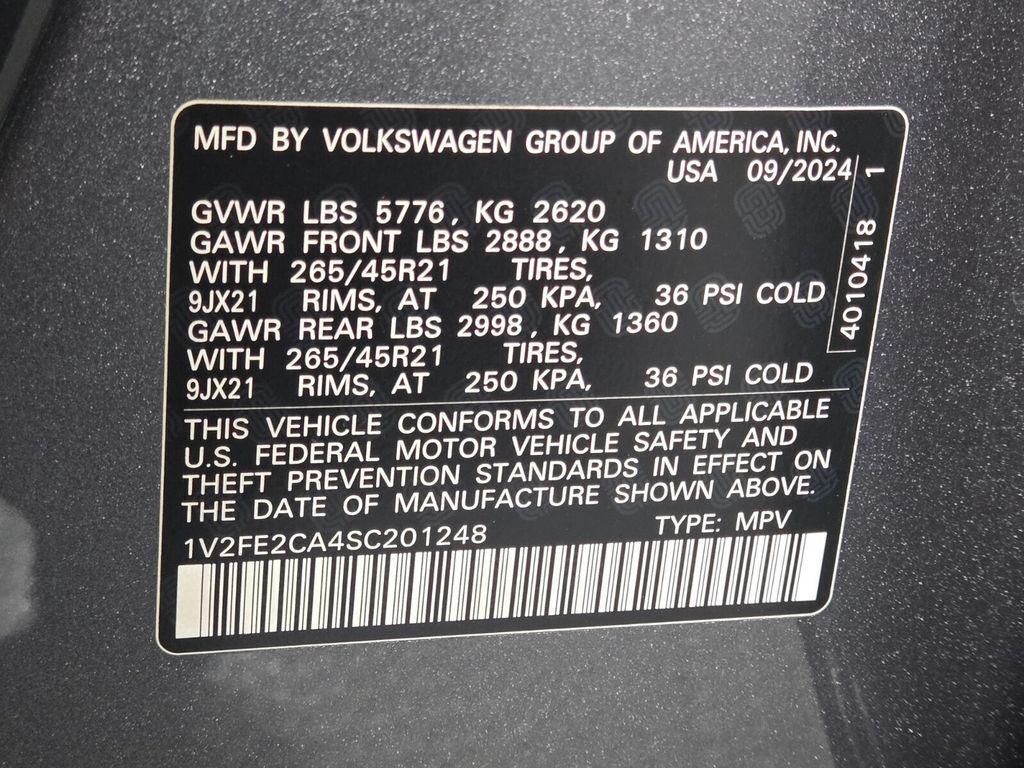 MFD BY VOLKSWAGEN GROUP OF AMERICA, INC.
USA 09/2024
GVWR LBS 5776, KG 2620
GAWR FRONT LBS 2888, KG 1310
WITH 265/45R21 TIRES,
9JX21 RIMS, AT 250 KPA, 36 PSI COLD
GAWR REAR LBS 2998, KG 1360
WITH 265/45R21 TIRES,
9JX21 RIMS, AT 250 KPA, 36 PSI COLD
4010418 1
THIS VEHICLE CONFORMS TO ALL APPLICABLE
U.S. FEDERAL MOTOR VEHICLE SAFETY AND
THEFT PREVENTION STANDARDS IN EFFECT ON
THE DATE OF MANUFACTURE SHOWN ABOVE.
1V2FE2CA4SC201248 TYPE: MPV